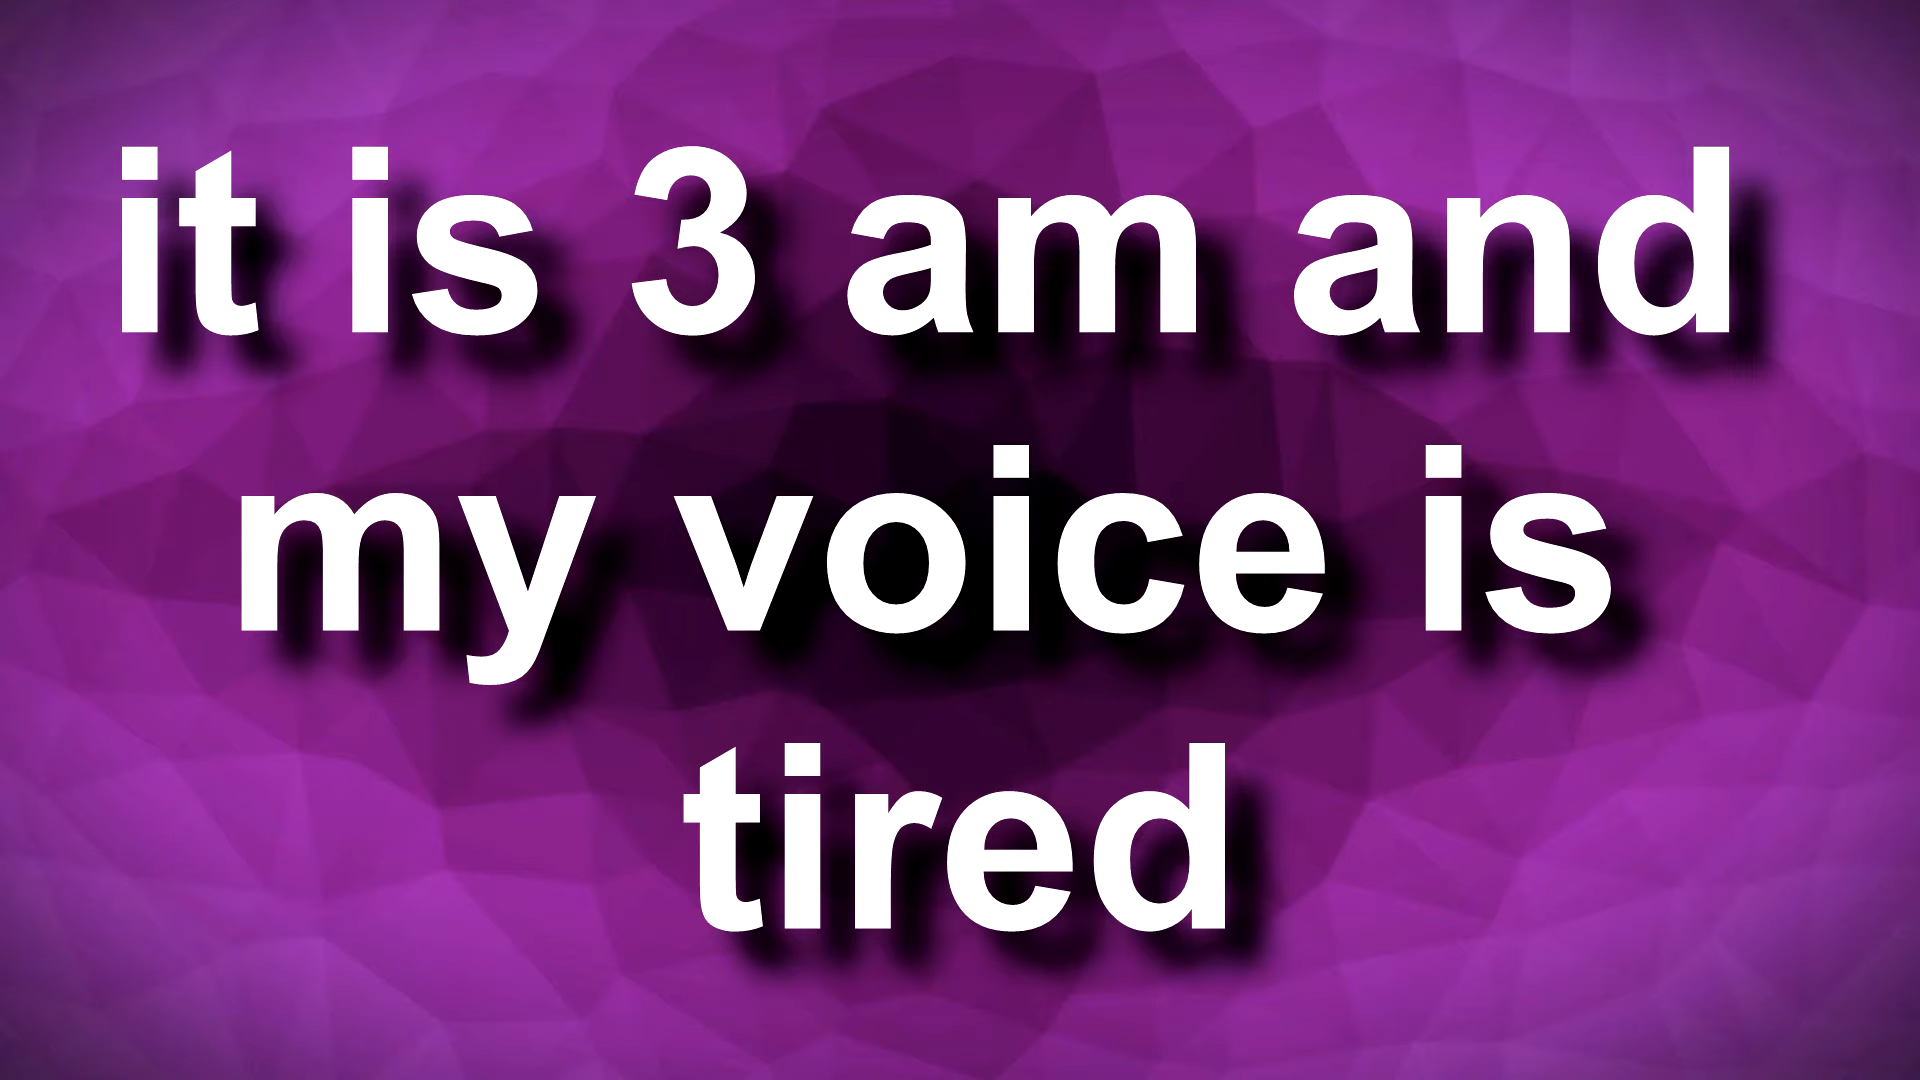 it is 3 am and
my voice is
tired